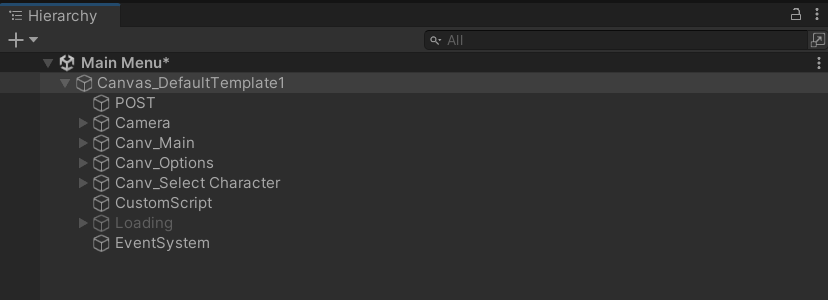 Hierarchy
All
Main Menu*
Canvas_DefaultTemplate1
POST
Camera
Canv_Main
Canv_Options
Canv_Select Character
CustomScript
Loading
EventSystem